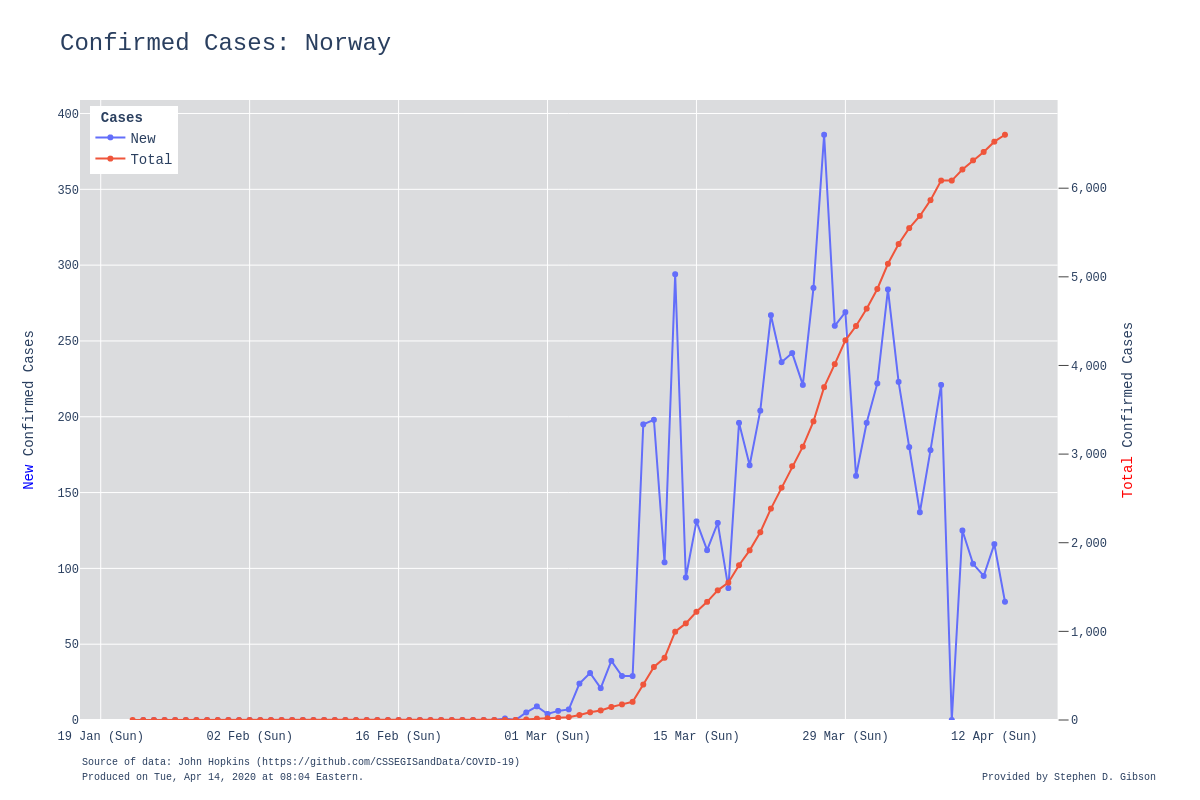 Confirmed Cases: Norway
Cases
New
Total
400
350
300
250
200
150
100
50
0
New Confirmed Cases
6,000
5,000
4,000
3,000
2,000
1,000
0
Total Confirmed Cases
19 Jan (Sun) 02 Feb (Sun) 16 Feb (Sun) 01 Mar (Sun) 15 Mar (Sun) 29 Mar (Sun) 12 Apr (Sun)
Source of data: John Hopkins (https://github.com/CSSEGISandData/COVID-19)
Produced on Tue, Apr 14, 2020 at 08:04 Eastern.
Provided by Stephen D. Gibson